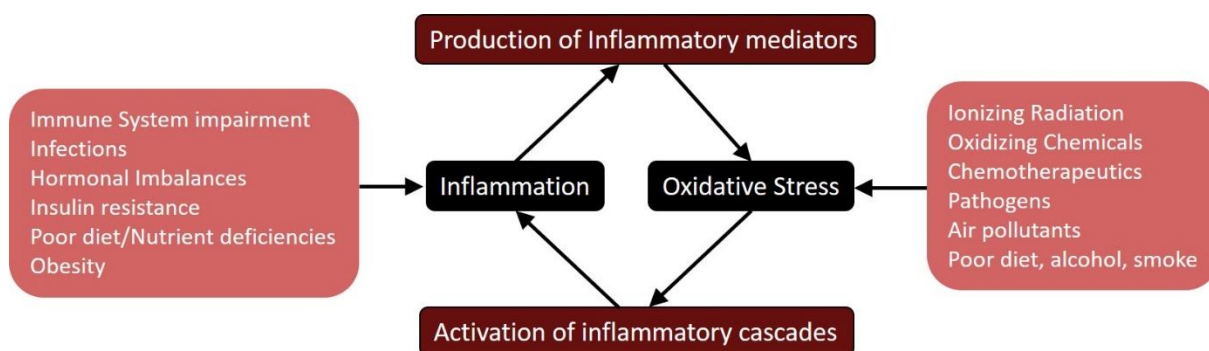 Production of Inflammatory mediators
Immune System impairment
Infections
Hormonal Imbalances
Insulin resistance
Poor diet/Nutrient deficiencies
Obesity
Inflammation
Oxidative Stress
Ionizing Radiation
Oxidizing Chemicals
Chemotherapeutics
Pathogens
Air pollutants
Poor diet, alcohol, smoke
Activation of inflammatory cascades